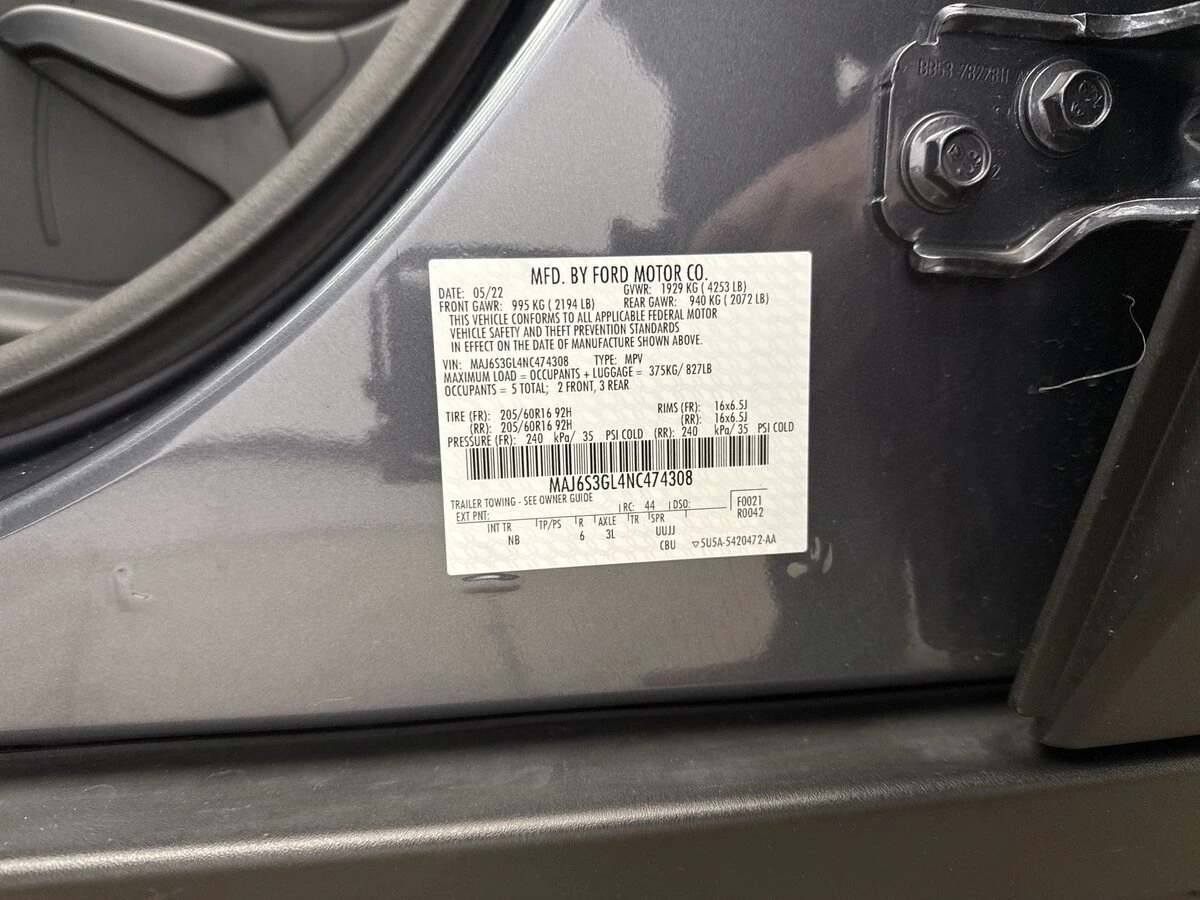 MFD. BY FORD MOTOR CO.
DATE: 05/22 GVWR: 1929 KG ( 4253 LB)
FRONT GAWR: 995 KG ( 2194 LB) REAR GAWR: 940 KG ( 2072 LB)
THIS VEHICLE CONFORMS TO ALL APPLICABLE FEDERAL MOTOR
VEHICLE SAFETY AND THEFT PREVENTION STANDARDS
IN EFFECT ON THE DATE OF MANUFACTURE SHOWN ABOVE.
VIN: MAJ6S3GL4NC474308 TYPE: MPV
MAXIMUM LOAD = OCCUPANTS + LUGGAGE = 375KG/ 827LB
OCCUPANTS = 5 TOTAL; 2 FRONT, 3 REAR
TIRE (FR): 205/60R16 92H RIMS (FR): 16x6.5J
(RR): 205/60R16 92H (RR): 16x6.5J
PRESSURE (FR): 240 kPa/ 35 PSI COLD (RR): 240 kPa/ 35 PSI COLD
MAJ6S3GL4NC474308
TRAILER TOWING - SEE OWNER GUIDE
EXT PNT: RC: 44 DSO: F0021
R0042
INT TR TP/PS R AXLE TR SPR
NB 6 3L UUJJ
CBU 5U5A-5420472-AA